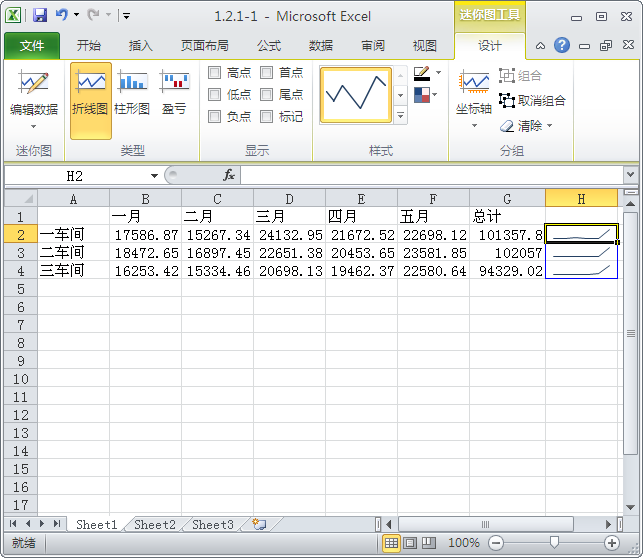 1.2.1-1 - Microsoft Excel 迷你图工具
文件 开始 插入 页面布局 公式 数据 审阅 视图 设计
编辑数据 折线图 柱形图 盈亏 高点 首点 低点 尾点 负点 标记 坐标轴 组合 取消组合 清除
迷你图 类型 显示 样式 分组
H2 fx
A B C D E F G H
1 一月 二月 三月 四月 五月 总计
2 一车间 17586.87 15267.34 24132.95 21672.52 22698.12 101357.8
3 二车间 18472.65 16897.45 22651.38 20453.65 23581.85 102057
4 三车间 16253.42 15334.46 20698.13 19462.37 22580.64 94329.02
5
6
7
8
9
10
11
12
13
14
15
16
17
Sheet1 Sheet2 Sheet3
就绪 100%